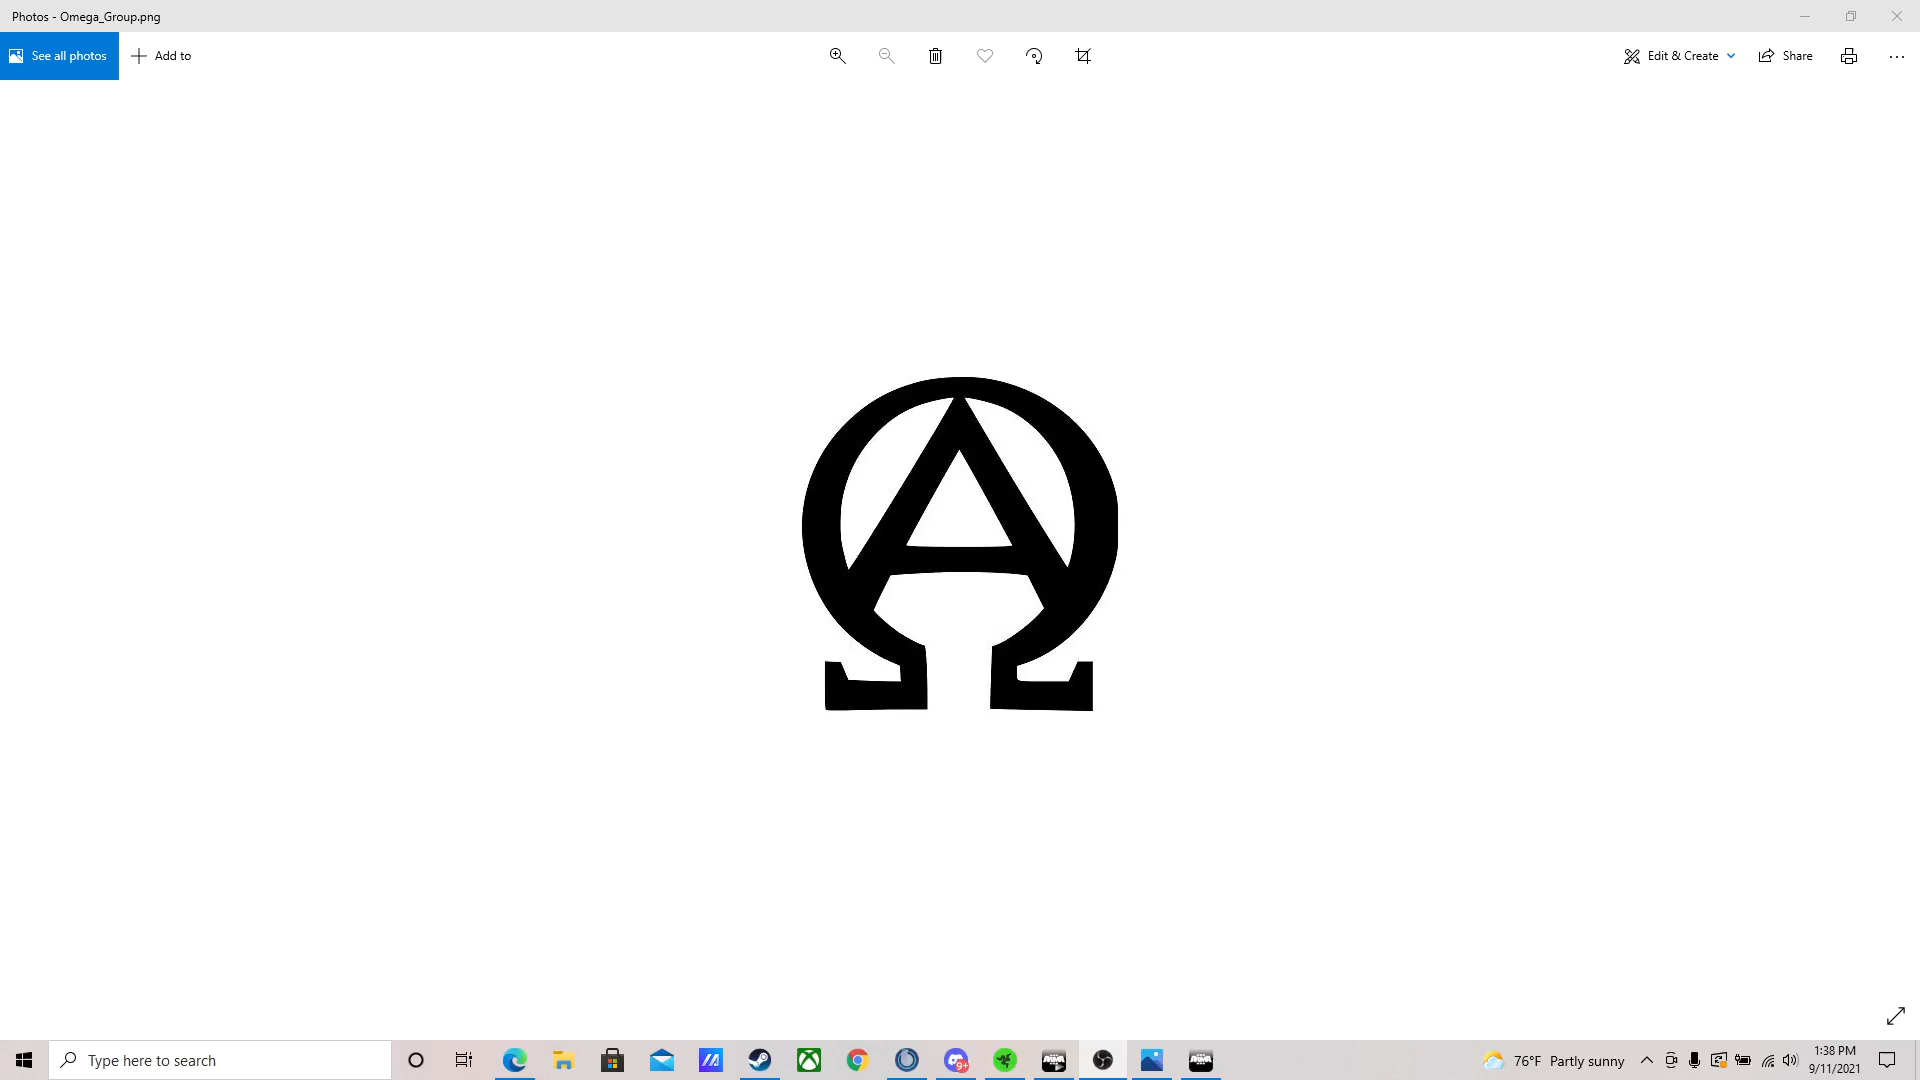 Photos - Omega_Group.png
See all photos
Add to
Edit & Create
Share
Type here to search
9+
76°F Partly sunny
1:38 PM
9/11/2021